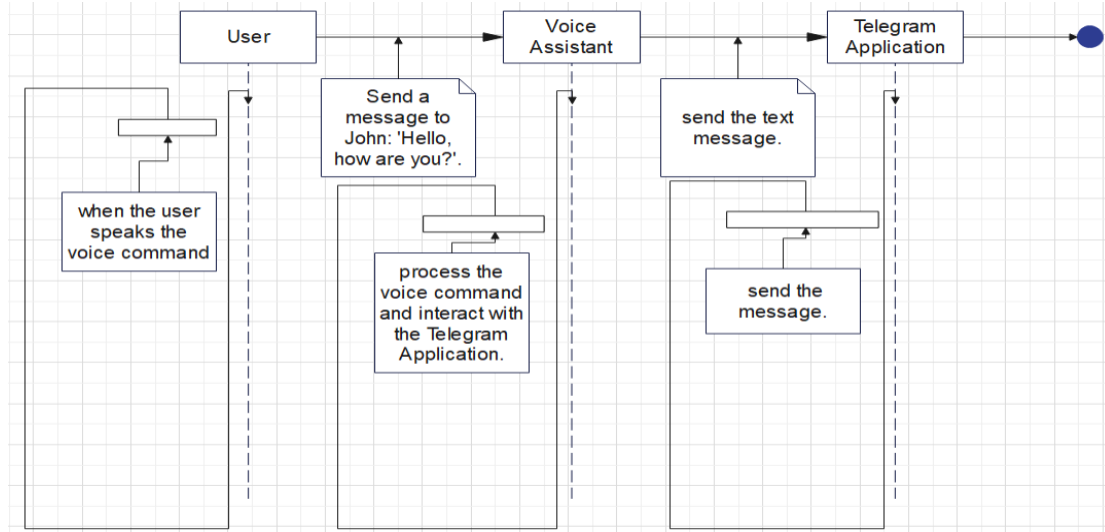 User
Voice
Assistant
Telegram
Application
Send a
message to
John: 'Hello,
how are you?'.
send the text
message.
when the user
speaks the
voice command
process the
voice command
and interact with
the Telegram
Application.
send the
message.